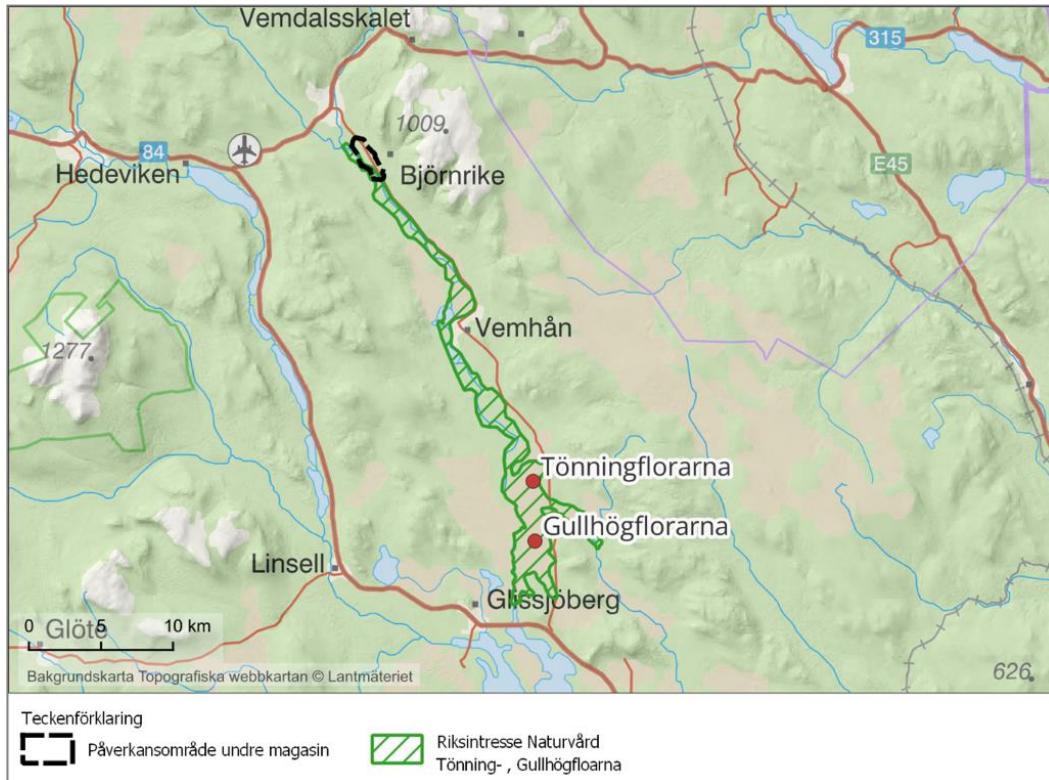 Vemdalsskalet
315
1009
84
Hedeviken
Björnrike
E45
1277
Vemhån
Tönningflorarna
Gullhögflorarna
Linsell
Glissjöberg
0 5 10 km
Glöte
626
Bakgrundskarta Topografiska webbkartan © Lantmäteriet
Teckenförklaring
Påverkansområde undre magasin
Riksintresse Naturvård
Tönning- , Gullhögfloarna